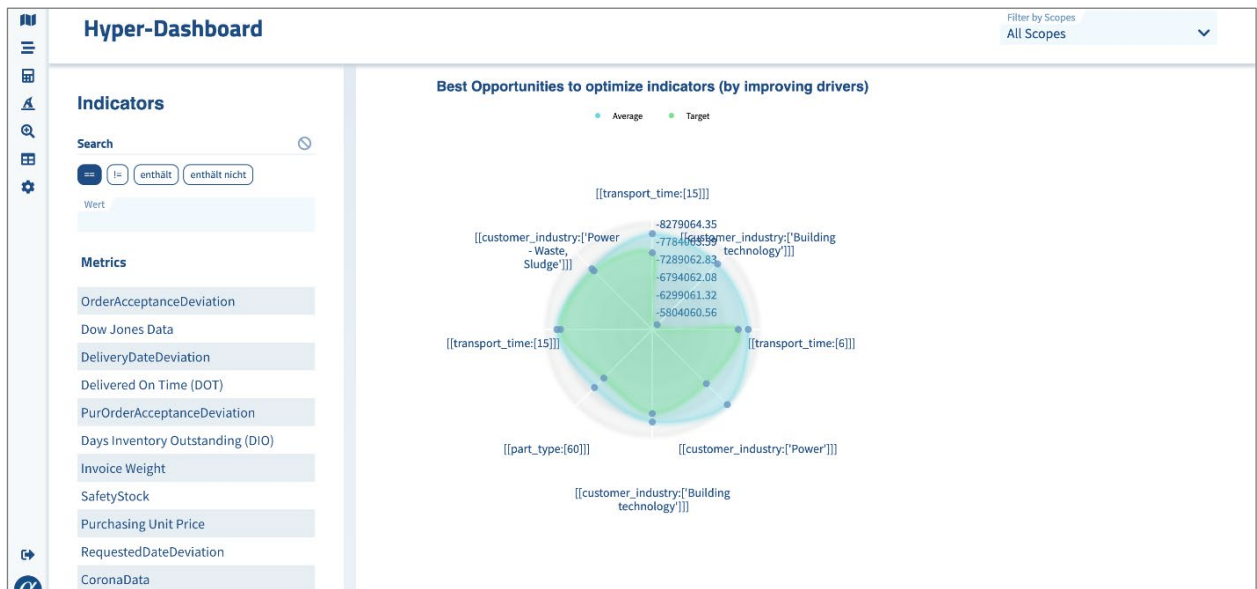 Hyper-Dashboard
Filter by Scopes
All Scopes
Indicators
Search
==
!=
enthält
enthält nicht
Wert
Metrics
OrderAcceptanceDeviation
Dow Jones Data
DeliveryDateDeviation
Delivered On Time (DOT)
PurOrderAcceptanceDeviation
Days Inventory Outstanding (DIO)
Invoice Weight
SafetyStock
Purchasing Unit Price
RequestedDateDeviation
CoronaData
Best Opportunities to optimize indicators (by improving drivers)
Average
Target
[[transport_time:[15]]]
-8279064.35
-7289062.83
-6794062.08
-6299061.32
-5804060.56
[[customer_industry:['Building
technology']]]
[[transport_time:[6]]]
[[customer_industry:['Power']]]
[[customer_industry:['Building
technology']]]
[[part_type:[60]]]
[[transport_time:[15]]]
[[customer_industry:['Power
- Waste,
Sludge']]]